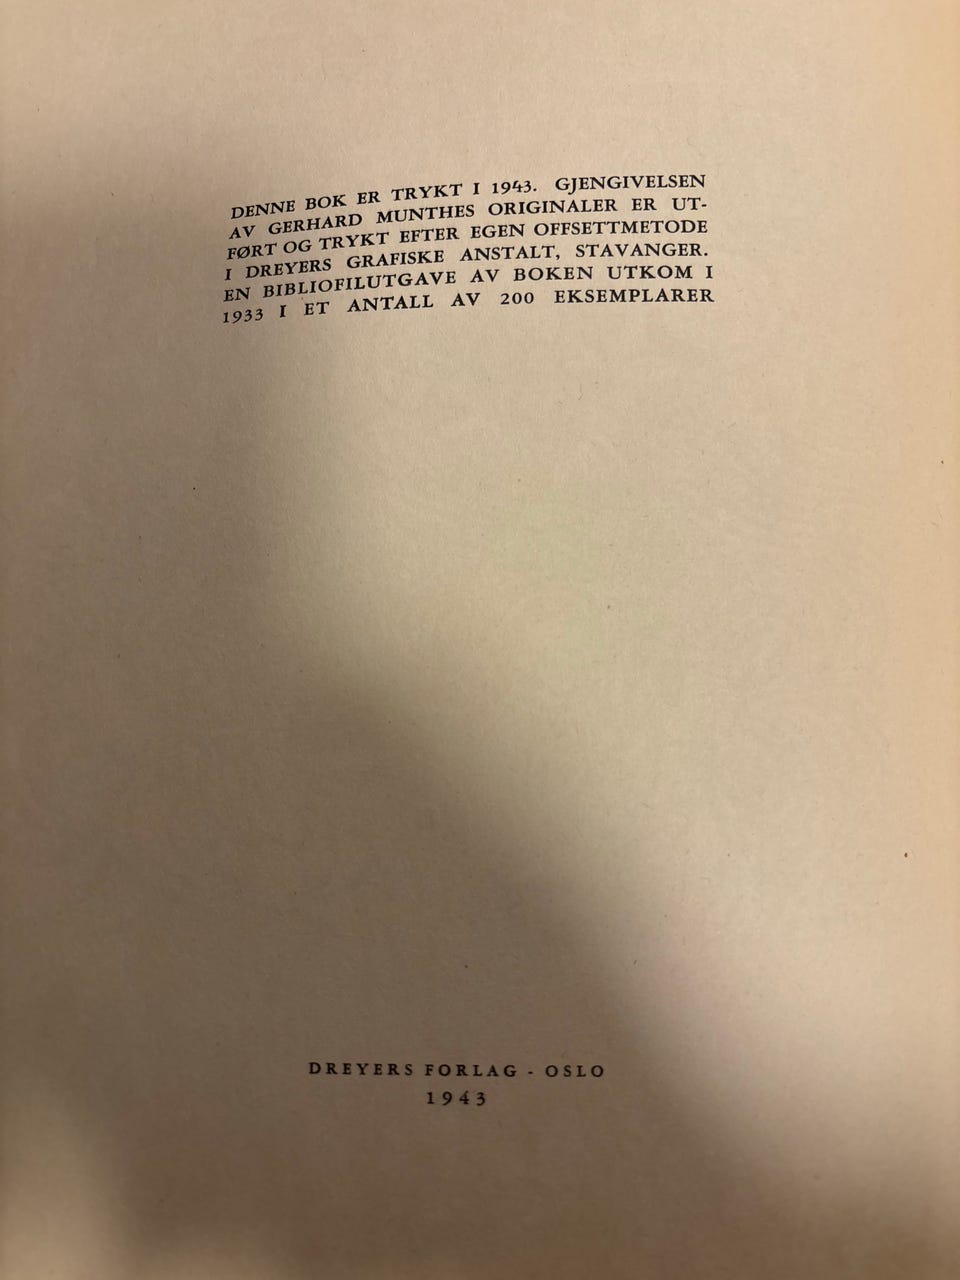 DENNE BOK ER TRYKT I 1943. GJENGIVELSEN
AV GERHARD MUNTHES ORIGINALER ER UT-
FØRT OG TRYKT EFTER EGEN OFFSETTMETODE
I DREYERS GRAFISKE ANSTALT, STAVANGER.
EN BIBLIOFILUTGAVE AV BOKEN UTKOM I
1933 I ET ANTALL AV 200 EKSEMPLARER
DREYERS FORLAG - OSLO
1943